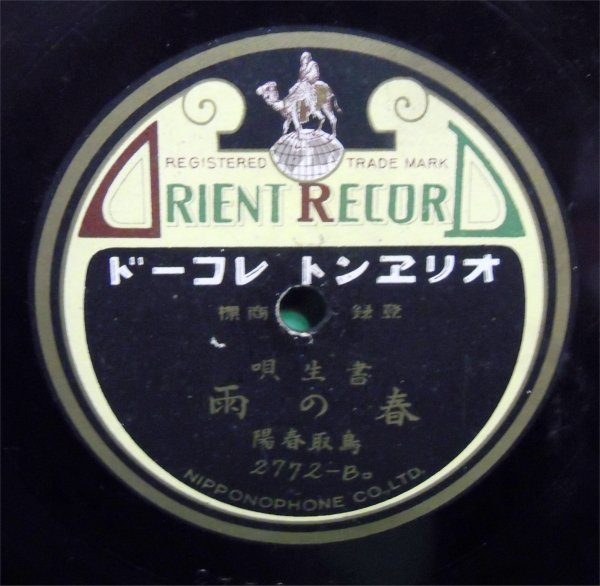 REGISTERED TRADE MARK
ORIENT RECORD
オリヱント レコード
登録商標
書生唄
春の雨
鳥取春陽
2772-B.
NIPPONOPHONE CO., LTD.